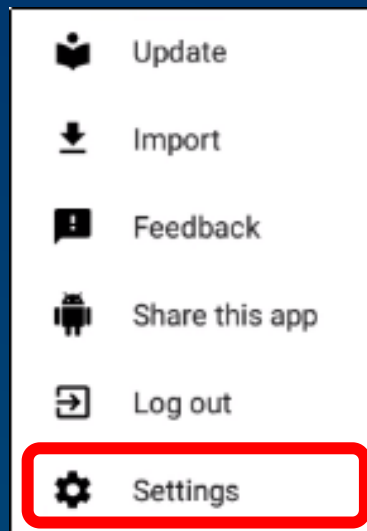 Update
Import
Feedback
Share this app
Log out
Settings